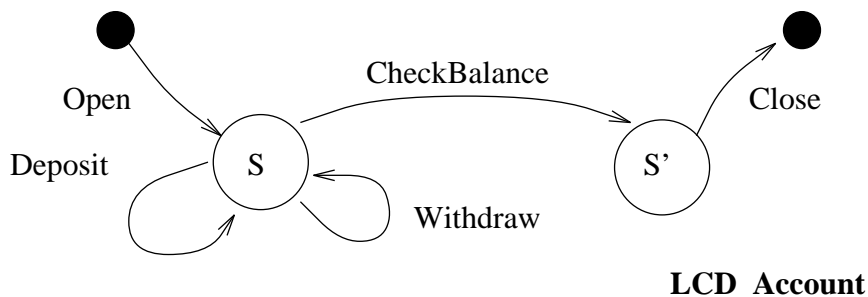 CheckBalance
Open
Close
Deposit
S
S’
Withdraw
LCD Account